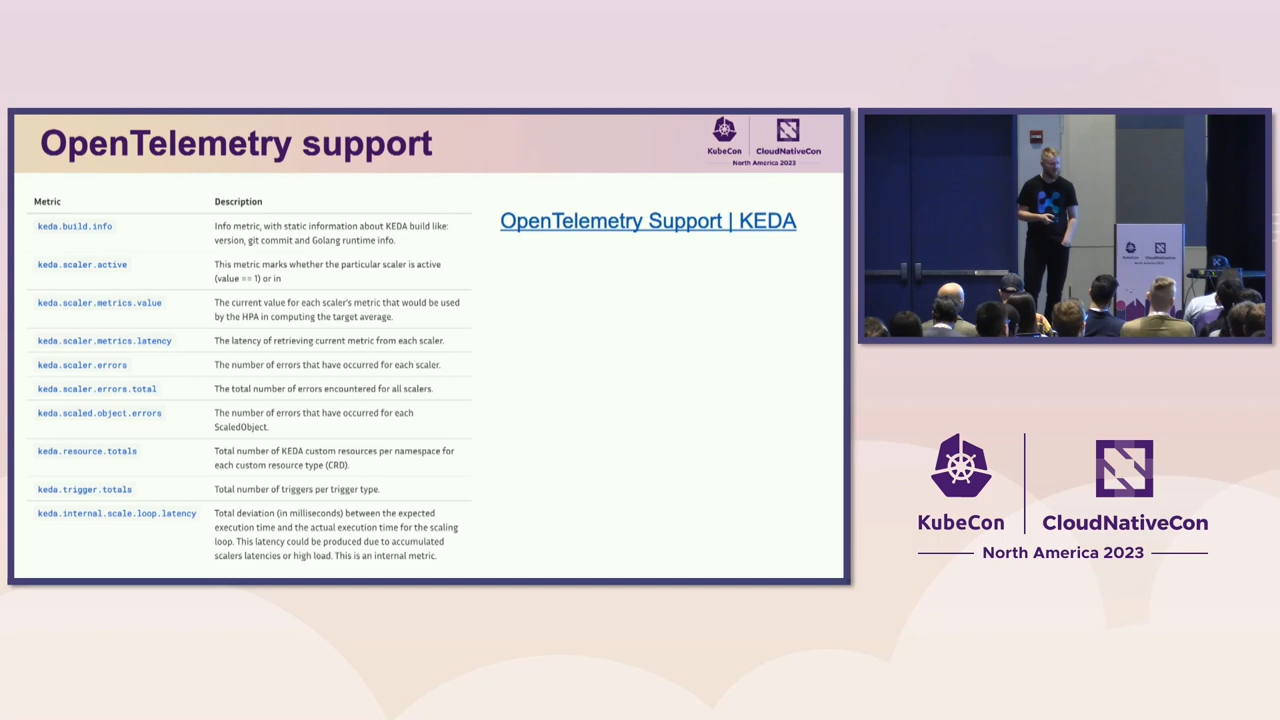 OpenTelemetry support
KubeCon
CloudNativeCon
North America 2023
Metric
Description
keda.build.info
Info metric, with static information about KEDA build like:
version, git commit and Golang runtime info.
keda.scaler.active
This metric marks whether the particular scaler is active
(value == 1) or in
keda.scaler.metrics.value
The current value for each scaler's metric that would be used
by the HPA in computing the target average.
keda.scaler.metrics.latency
The latency of retrieving current metric from each scaler.
keda.scaler.errors
The number of errors that have occurred for each scaler.
keda.scaler.errors.total
The total number of errors encountered for all scalers.
keda.scaled.object.errors
The number of errors that have occurred for each
ScaledObject.
keda.resource.totals
Total number of KEDA custom resources per namespace for
each custom resource type (CRD).
keda.trigger.totals
Total number of triggers per trigger type.
keda.internal.scale.loop.latency
Total deviation (in milliseconds) between the expected
execution time and the actual execution time for the scaling
loop. This latency could be produced due to accumulated
scalers latencies or high load. This is an internal metric.
OpenTelemetry Support | KEDA
KubeCon
CloudNativeCon
North America 2023